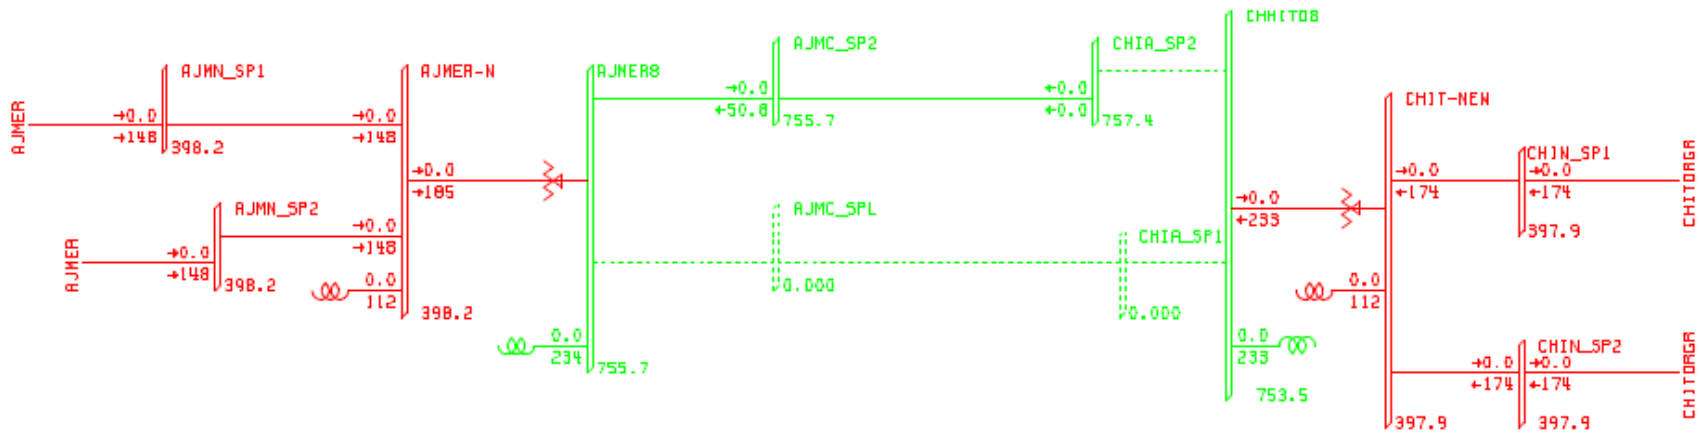 AJMER
→0.0
→148
AJMN_SP1
398.2
→0.0
→148
AJMER-N
→0.0
→185
AJMER
→0.0
→148
AJMN_SP2
398.2
→0.0
→148
0.0
112
398.2
AJMER8
→0.0
←50.8
AJMC_SP2
755.7
←0.0
←0.0
CHIA_SP2
757.4
AJMC_SPL
0.000
CHIA_SP1
0.000
0.0
234
755.7
CHHIT08
→0.0
←233
0.0
233
753.5
CHIT-NEW
→0.0
←174
CHIN_SP1
→0.0
←174
397.9
CHITORGR
0.0
112
→0.0
←174
CHIN_SP2
→0.0
←174
397.9
397.9
CHITORGR